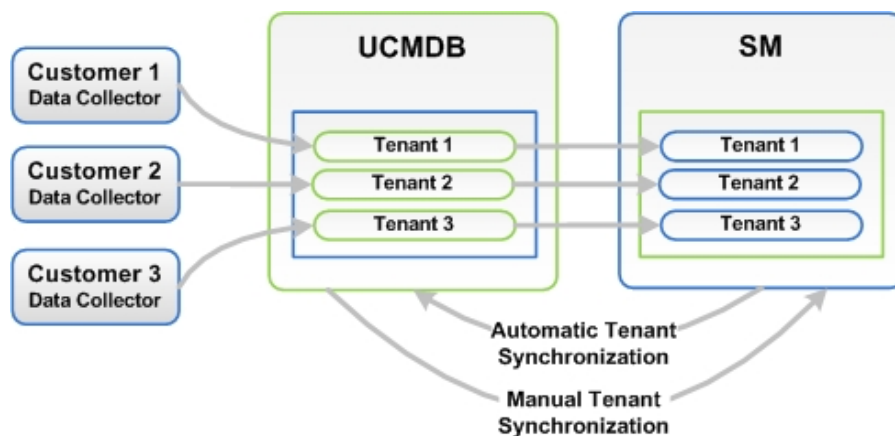 UCMDB
SM
Customer 1
Data Collector
Customer 2
Data Collector
Customer 3
Data Collector
Tenant 1
Tenant 2
Tenant 3
Tenant 1
Tenant 2
Tenant 3
Automatic Tenant
Synchronization
Manual Tenant
Synchronization